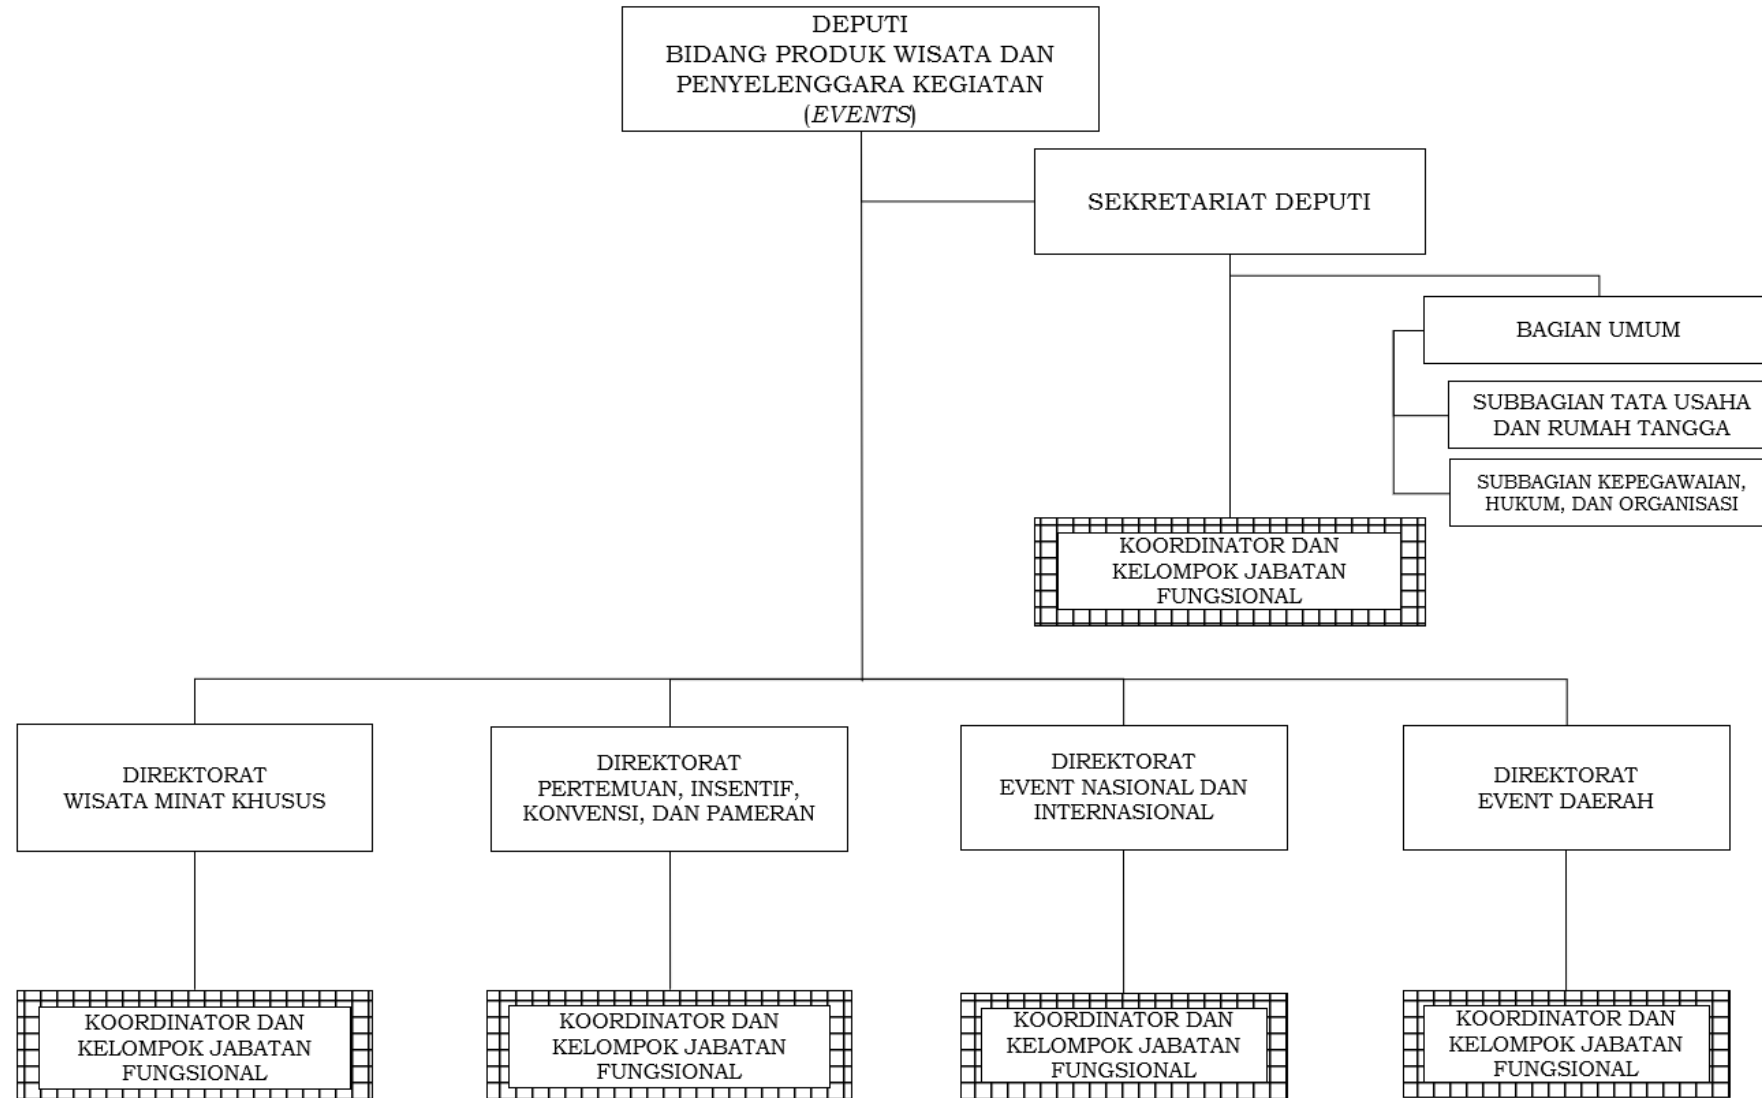 DEPUTI
BIDANG PRODUK WISATA DAN
PENYELENGGARA KEGIATAN
(EVENTS)
SEKRETARIAT DEPUTI
BAGIAN UMUM
SUBBAGIAN TATA USAHA
DAN RUMAH TANGGA
SUBBAGIAN KEPEGAWAIAN,
HUKUM, DAN ORGANISASI
KOORDINATOR DAN
KELOMPOK JABATAN
FUNGSIONAL
DIREKTORAT
WISATA MINAT KHUSUS
DIREKTORAT
PERTEMUAN, INSENTIF,
KONVENSI, DAN PAMERAN
DIREKTORAT
EVENT NASIONAL DAN
INTERNASIONAL
DIREKTORAT
EVENT DAERAH
KOORDINATOR DAN
KELOMPOK JABATAN
FUNGSIONAL
KOORDINATOR DAN
KELOMPOK JABATAN
FUNGSIONAL
KOORDINATOR DAN
KELOMPOK JABATAN
FUNGSIONAL
KOORDINATOR DAN
KELOMPOK JABATAN
FUNGSIONAL